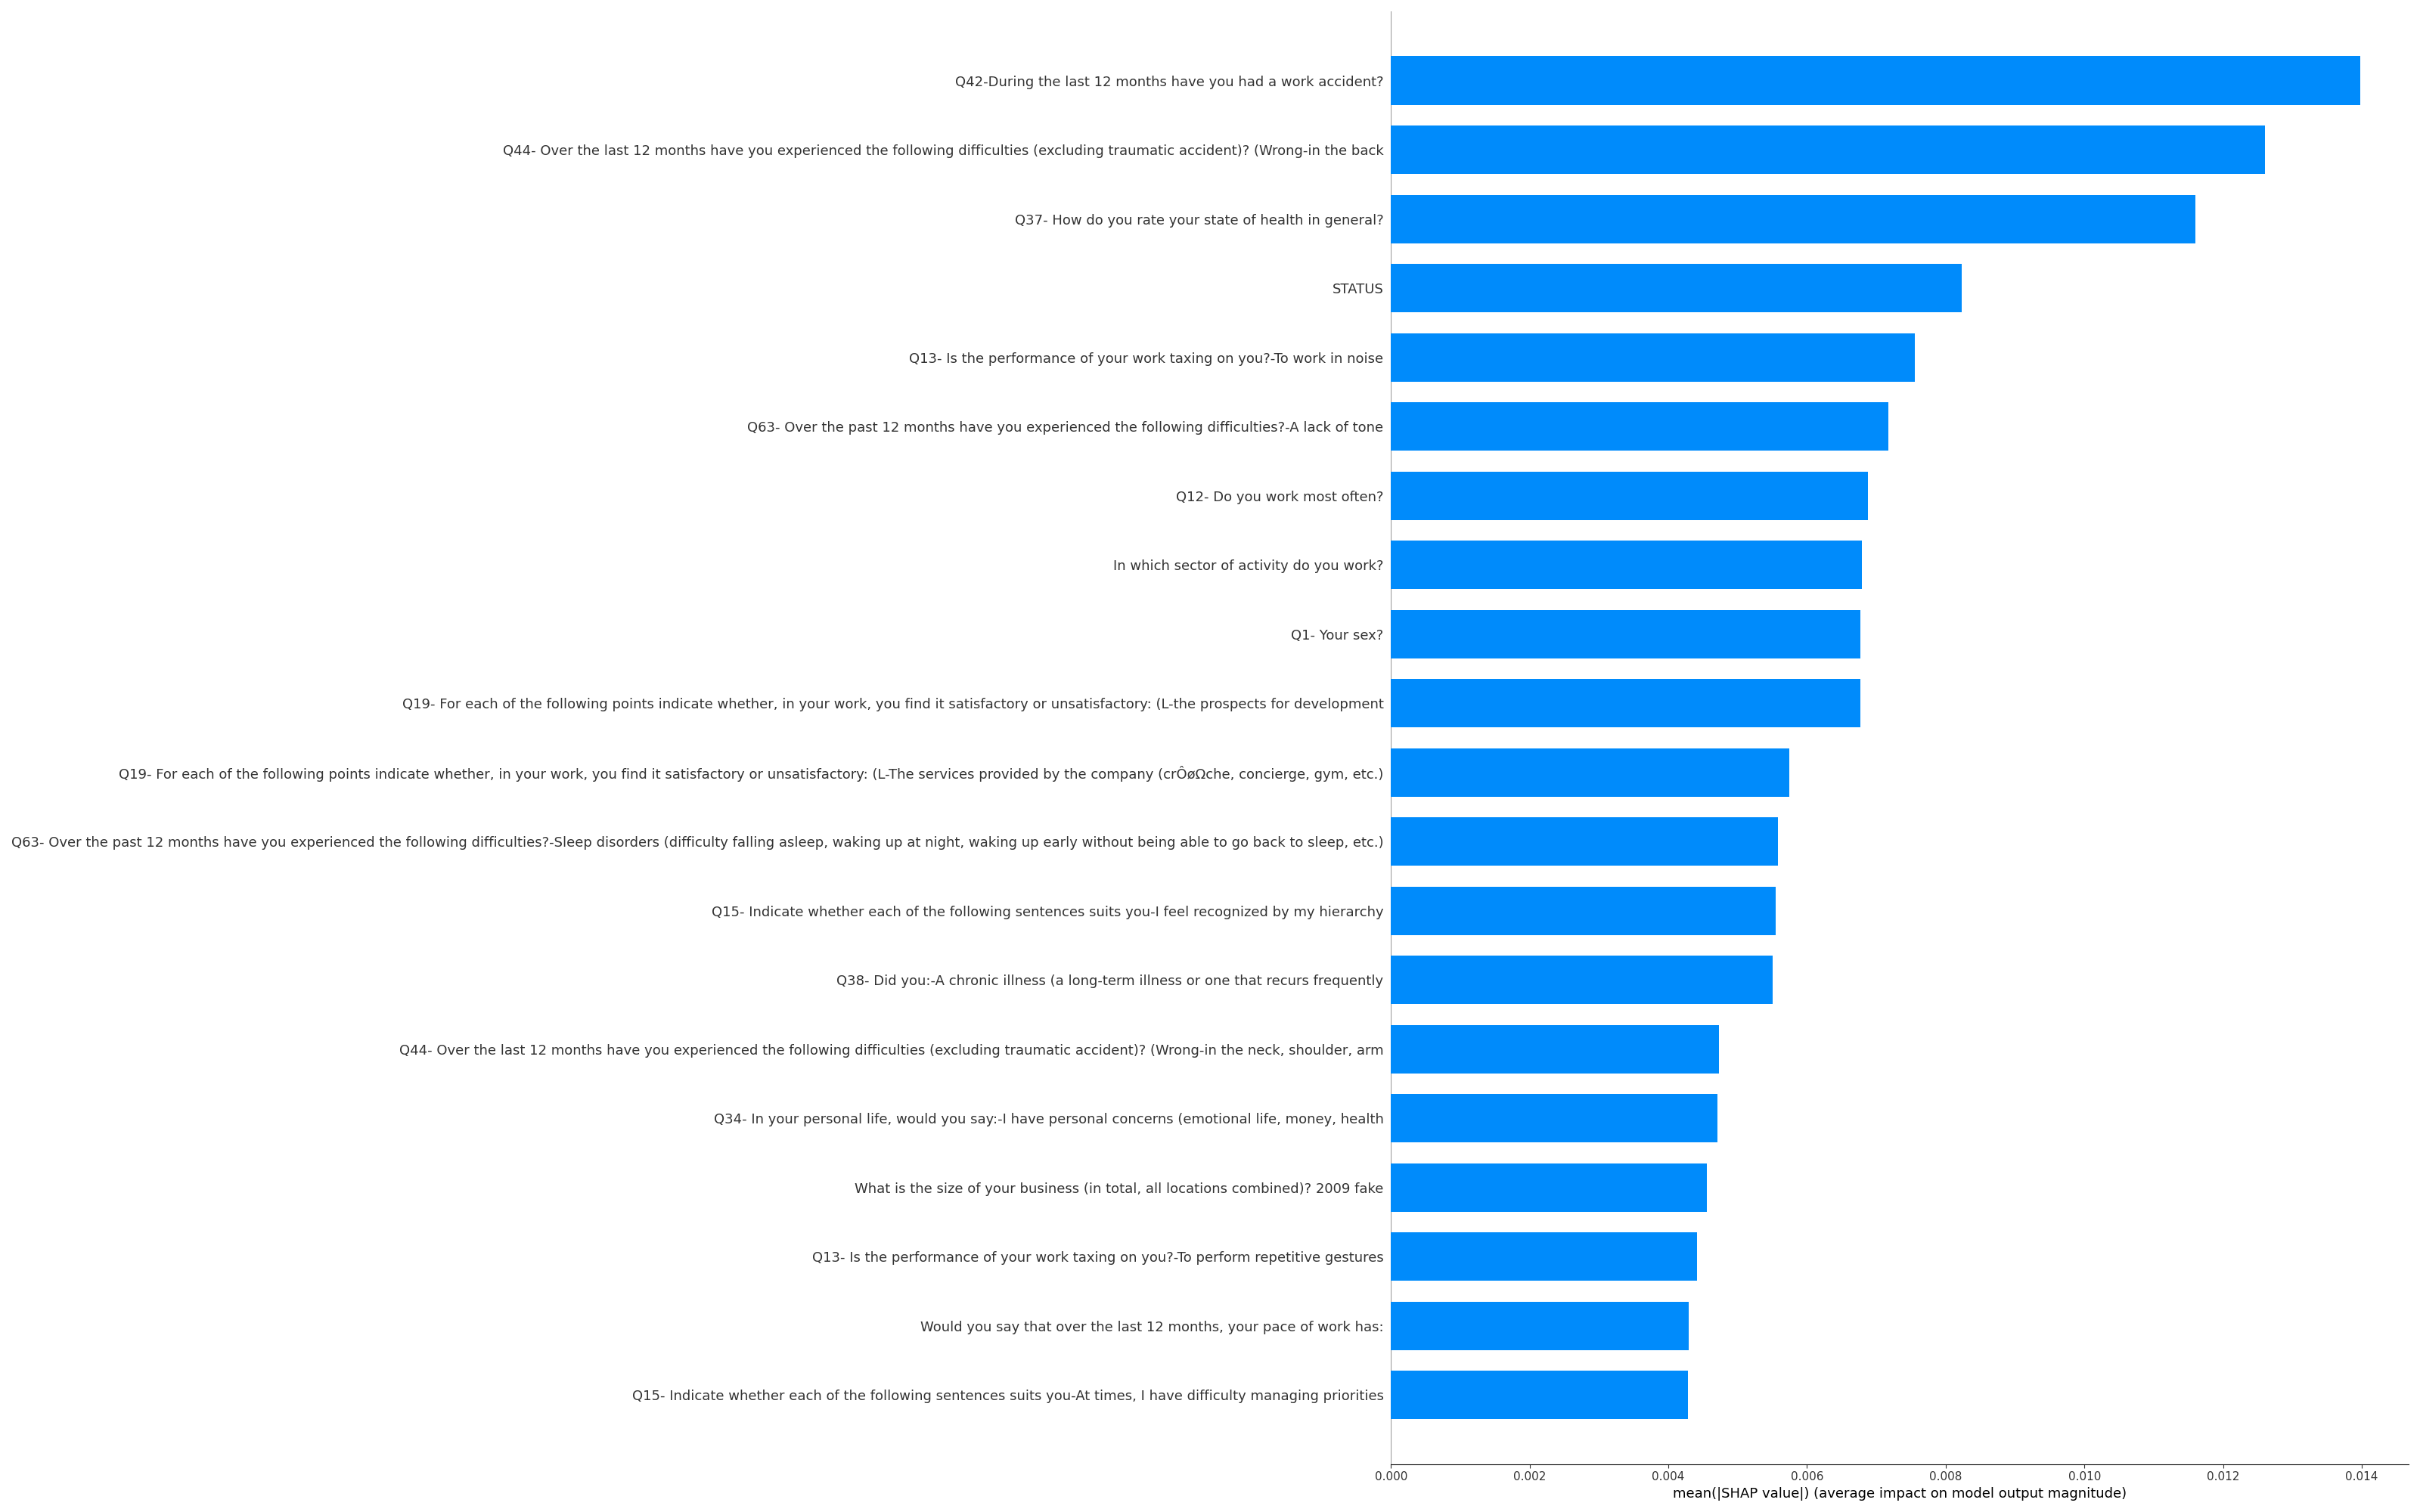 Q42-During the last 12 months have you had a work accident?
Q44- Over the last 12 months have you experienced the following difficulties (excluding traumatic accident)? (Wrong-in the back
Q37- How do you rate your state of health in general?
STATUS
Q13- Is the performance of your work taxing on you?-To work in noise
Q63- Over the past 12 months have you experienced the following difficulties?-A lack of tone
Q12- Do you work most often?
In which sector of activity do you work?
Q1- Your sex?
Q19- For each of the following points indicate whether, in your work, you find it satisfactory or unsatisfactory: (L-the prospects for development
Q19- For each of the following points indicate whether, in your work, you find it satisfactory or unsatisfactory: (L-The services provided by the company (crÔøΩche, concierge, gym, etc.)
Q63- Over the past 12 months have you experienced the following difficulties?-Sleep disorders (difficulty falling asleep, waking up at night, waking up early without being able to go back to sleep, etc.)
Q15- Indicate whether each of the following sentences suits you-I feel recognized by my hierarchy
Q38- Did you:-A chronic illness (a long-term illness or one that recurs frequently
Q44- Over the last 12 months have you experienced the following difficulties (excluding traumatic accident)? (Wrong-in the neck, shoulder, arm
Q34- In your personal life, would you say:-I have personal concerns (emotional life, money, health
What is the size of your business (in total, all locations combined)? 2009 fake
Q13- Is the performance of your work taxing on you?-To perform repetitive gestures
Would you say that over the last 12 months, your pace of work has:
Q15- Indicate whether each of the following sentences suits you-At times, I have difficulty managing priorities
0.000 0.002 0.004 0.006 0.008 0.010 0.012 0.014
mean(|SHAP value|) (average impact on model output magnitude)